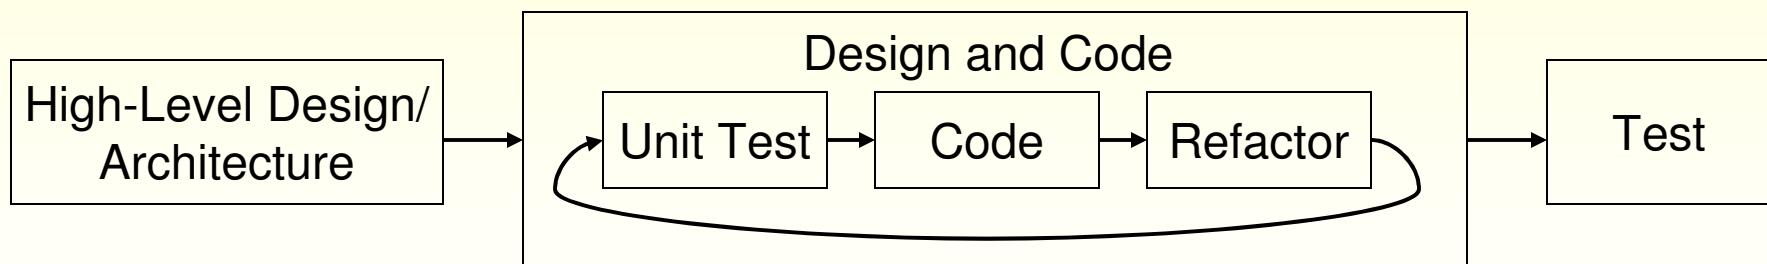 High-Level Design/
Architecture
Design and Code
Unit Test
Code
Refactor
Test